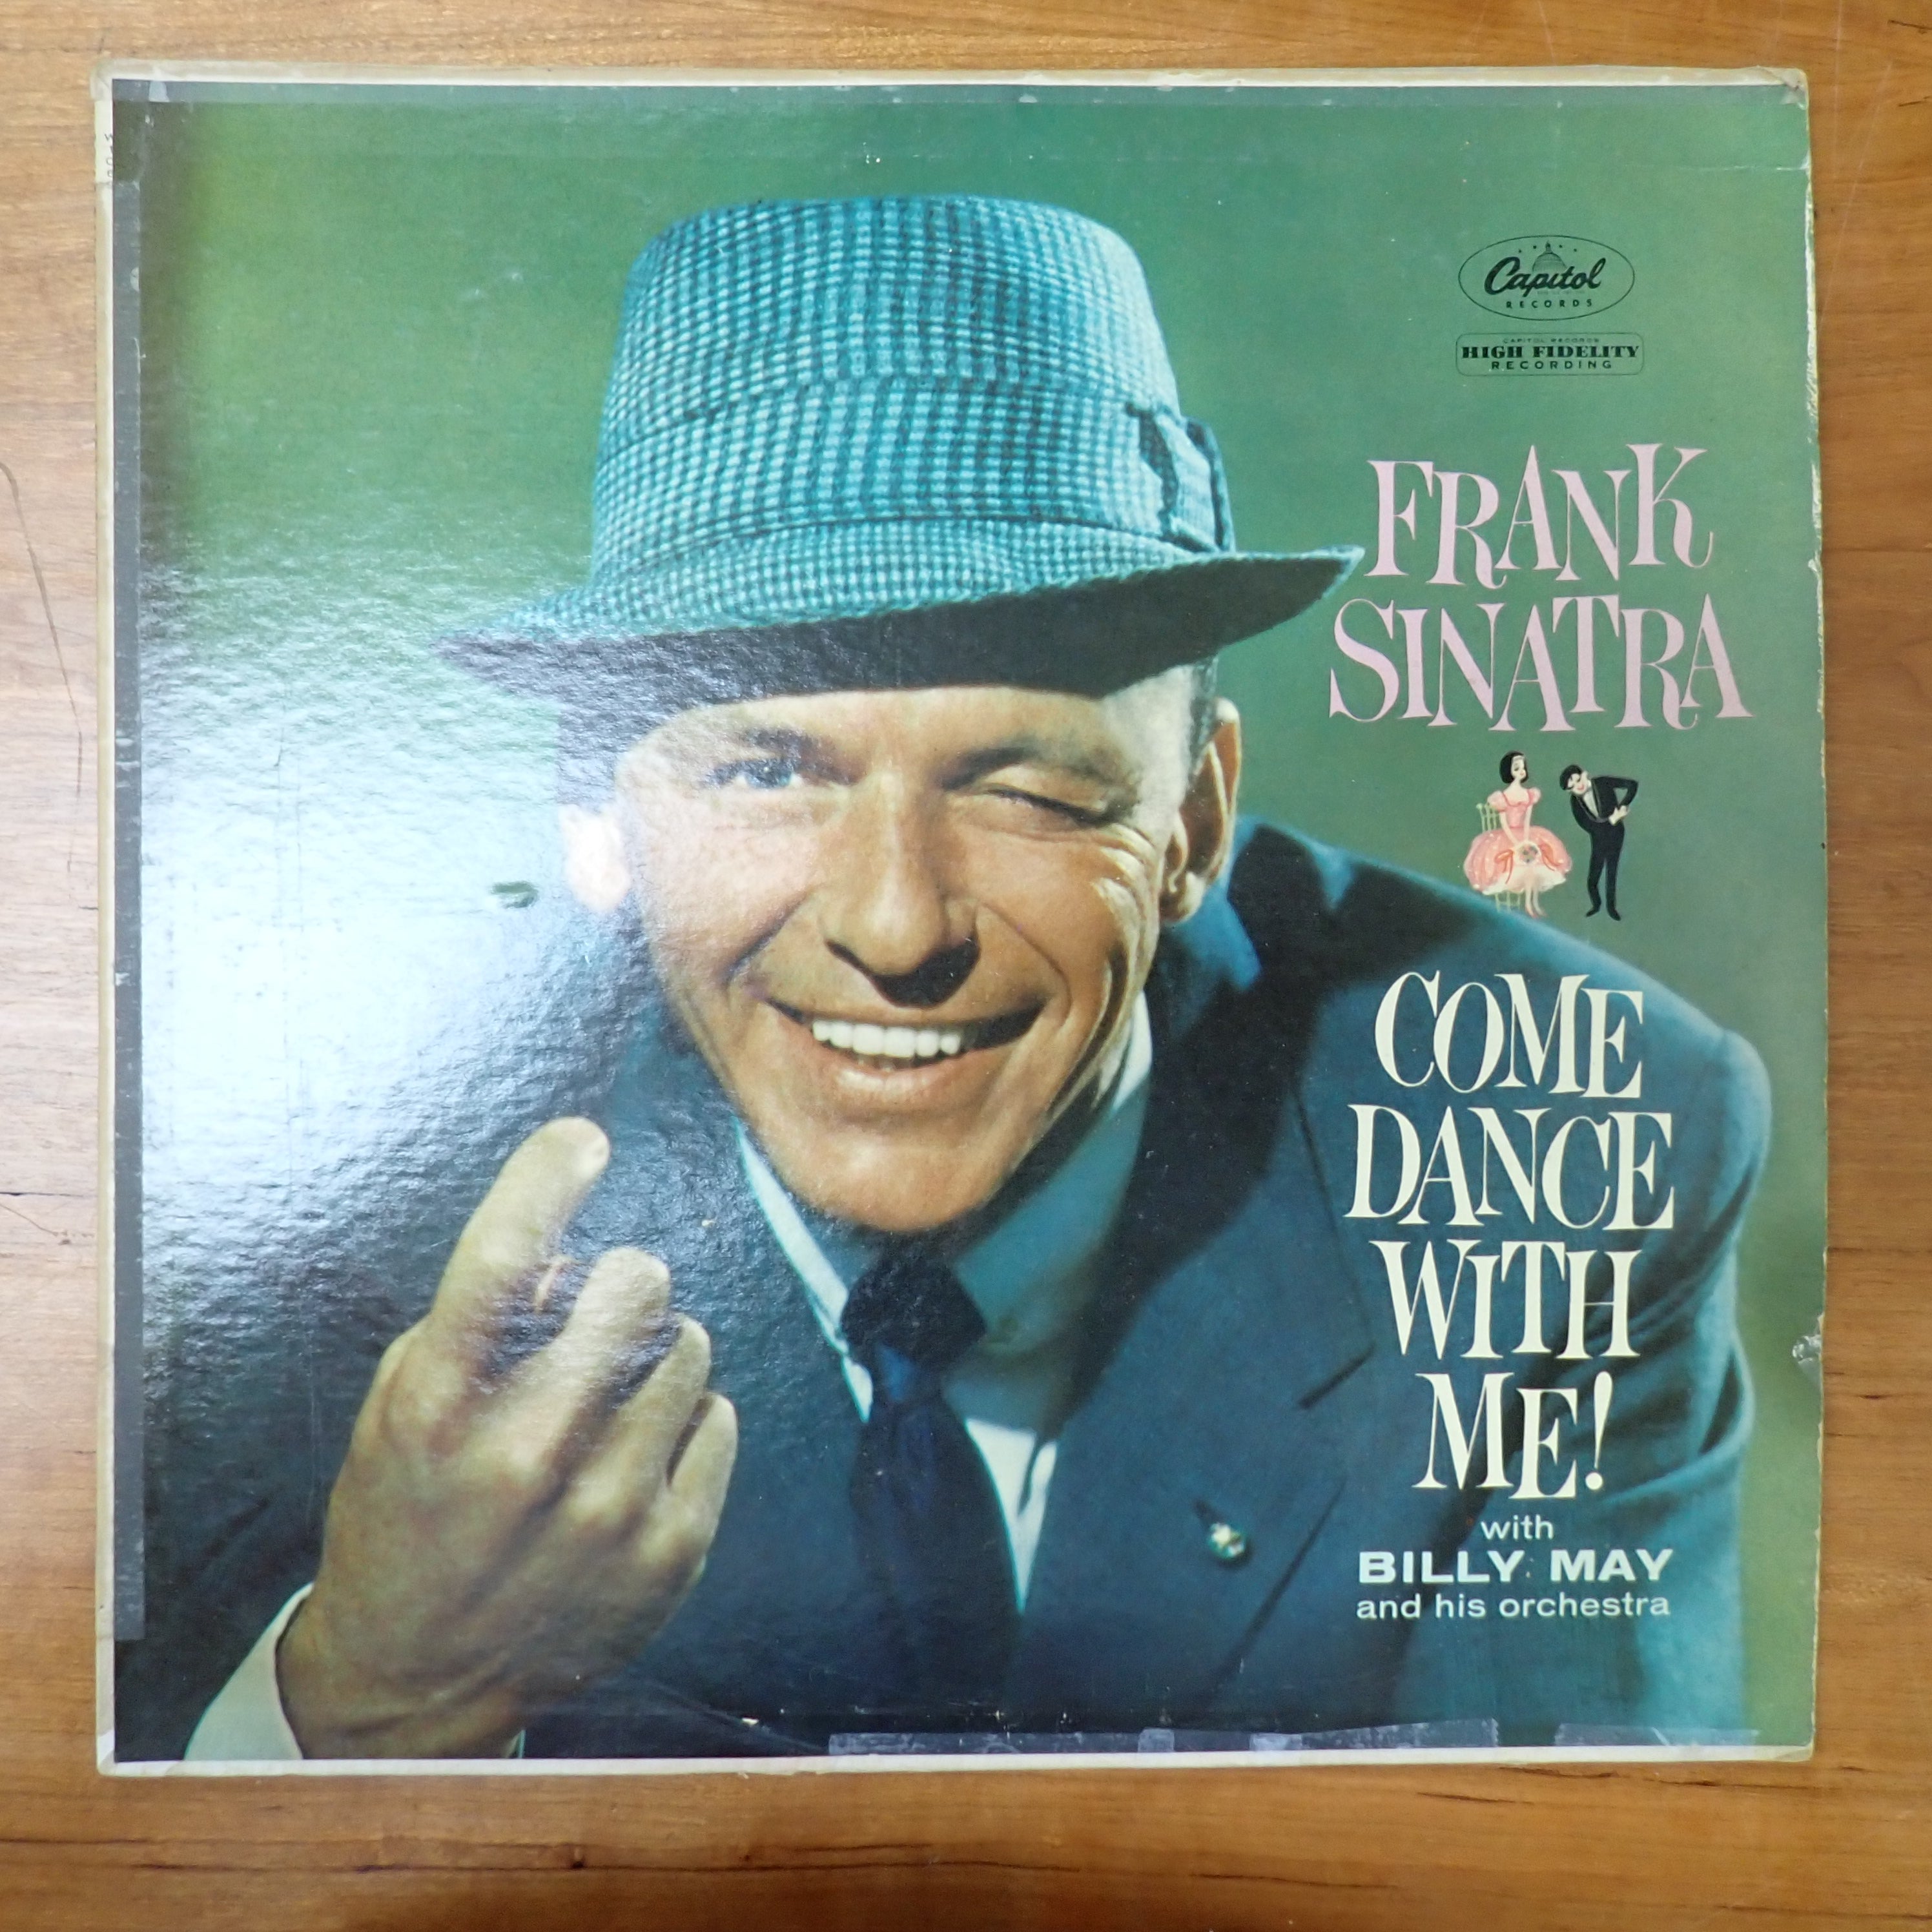 Capitol
RECORDS
CAPITOL RECORDS
HIGH FIDELITY
RECORDING
FRANK
SINATRA
COME
DANCE
WITH
ME!
with
BILLY MAY
and his orchestra